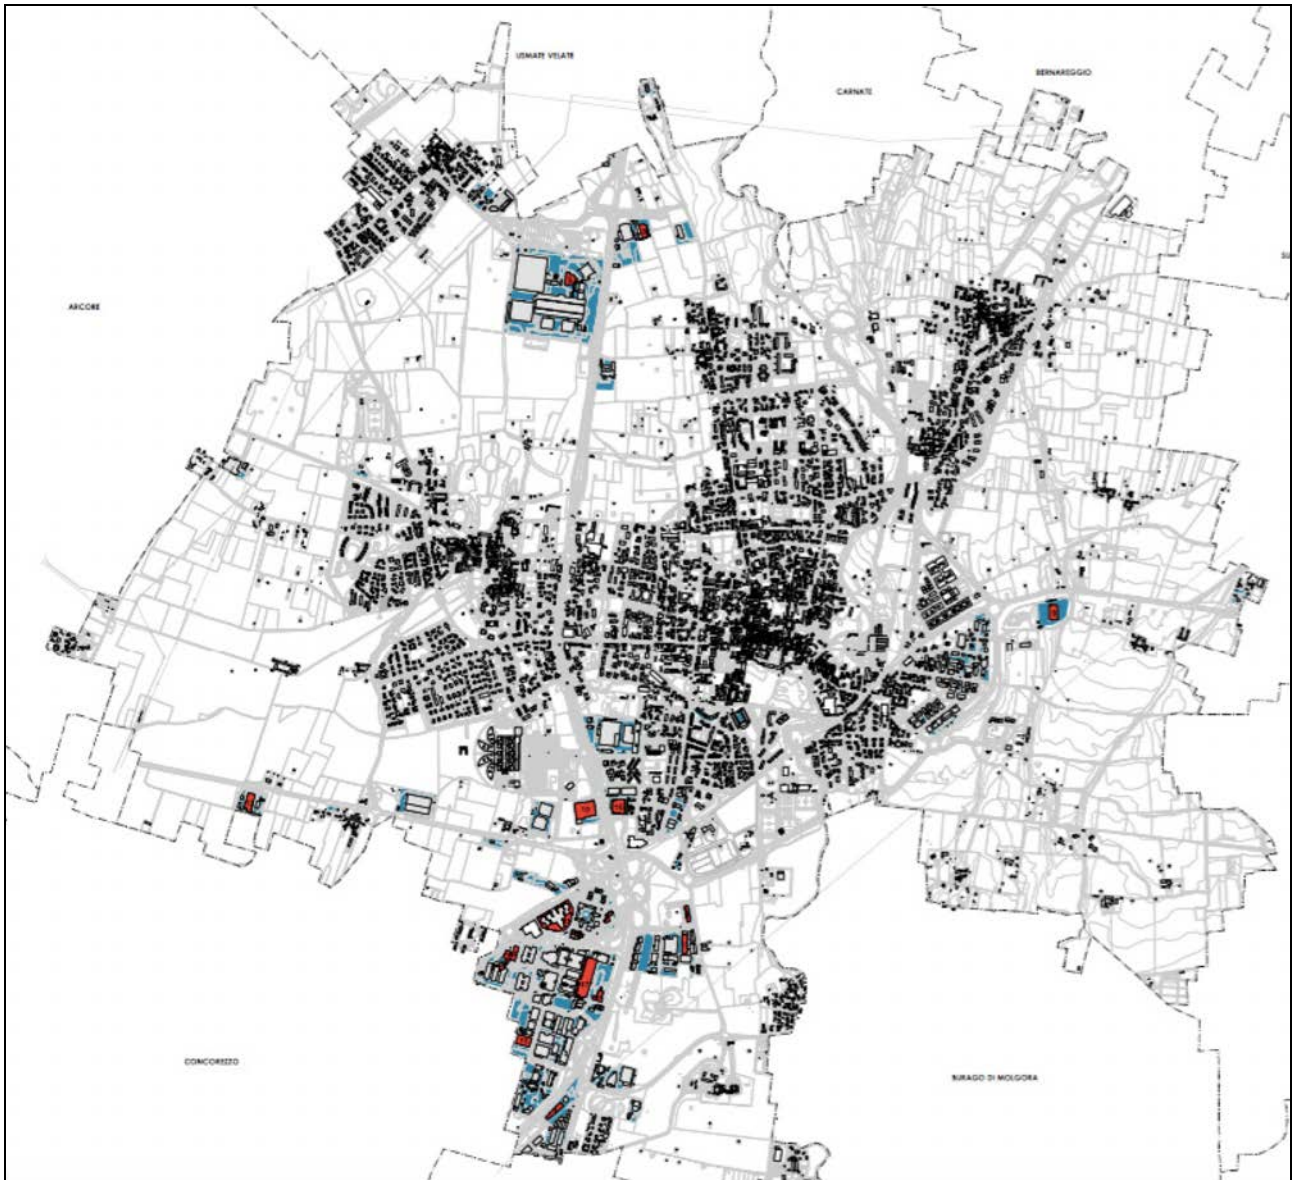 USMATE VELATE
CARNATE
BERNAREGGIO
ARCORE
CONCOREZZO
BURAGO DI MOLGORA